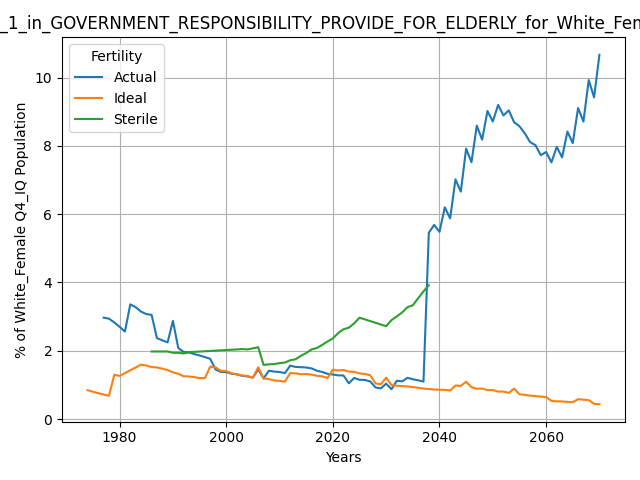 _1_in_GOVERNMENT_RESPONSIBILITY_PROVIDE_FOR_ELDERLY_for_White_Fem
Fertility
Actual
Ideal
Sterile
% of White_Female Q4_IQ Population
10
8
6
4
2
0
1980 2000 2020 2040 2060
Years